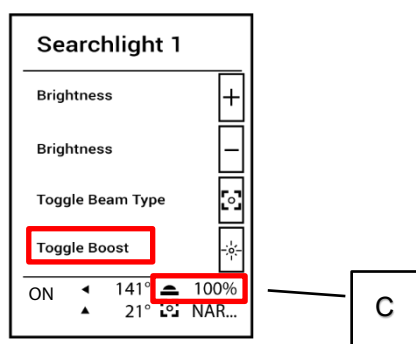 Searchlight 1
Brightness +
Brightness −
Toggle Beam Type
Toggle Boost
ON 141° 100%
21° NAR...
C